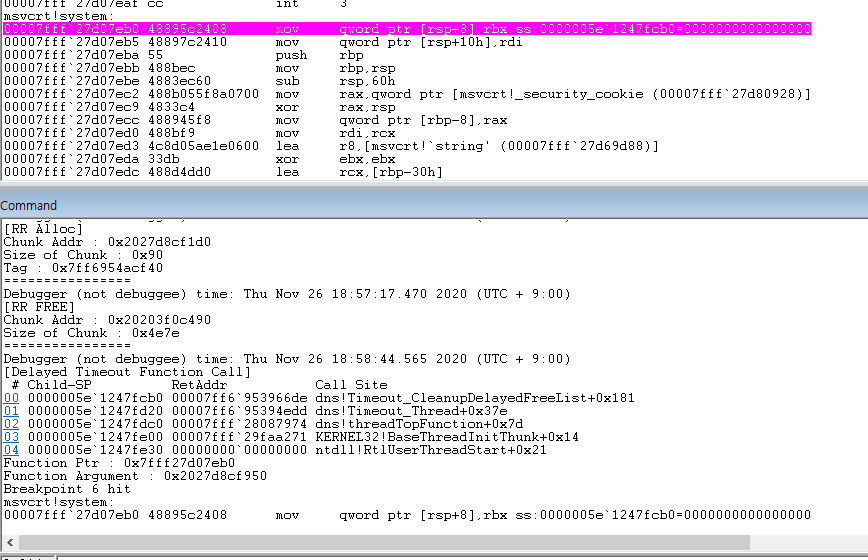 00007fff`27d07eaf cc              int     3
msvcrt!system:
00007fff`27d07eb0 48895c2408      mov     qword ptr [rsp+8],rbx ss:0000005e`1247fcb0=0000000000000000
00007fff`27d07eb5 48897c2410      mov     qword ptr [rsp+10h],rdi
00007fff`27d07eba 55              push    rbp
00007fff`27d07ebb 488bec          mov     rbp,rsp
00007fff`27d07ebe 4883ec60        sub     rsp,60h
00007fff`27d07ec2 488b055f8a0700  mov     rax,qword ptr [msvcrt!_security_cookie (00007fff`27d80928)]
00007fff`27d07ec9 4833c4          xor     rax,rsp
00007fff`27d07ecc 488945f8        mov     qword ptr [rbp-8],rax
00007fff`27d07ed0 488bf9          mov     rdi,rcx
00007fff`27d07ed3 4c8d05ae1e0600  lea     r8,[msvcrt!`string' (00007fff`27d69d88)]
00007fff`27d07eda 33db            xor     ebx,ebx
00007fff`27d07edc 488d4dd0        lea     rcx,[rbp-30h]
Command
[RR Alloc]
Chunk Addr : 0x2027d8cf1d0
Size of Chunk : 0x90
Tag : 0x7ff6954acf40
================
Debugger (not debuggee) time: Thu Nov 26 18:57:17.470 2020 (UTC + 9:00)
[RR FREE]
Chunk Addr : 0x20203f0c490
Size of Chunk : 0x4e7e
================
Debugger (not debuggee) time: Thu Nov 26 18:58:44.565 2020 (UTC + 9:00)
[Delayed Timeout Function Call]
 # Child-SP          RetAddr           Call Site
00 0000005e`1247fcb0 00007ff6`953966de dns!Timeout_CleanupDelayedFreeList+0x181
01 0000005e`1247fd20 00007ff6`95394edd dns!Timeout_Thread+0x37e
02 0000005e`1247fdc0 00007fff`28087974 dns!threadTopFunction+0x7d
03 0000005e`1247fe00 00007fff`29faa271 KERNEL32!BaseThreadInitThunk+0x14
04 0000005e`1247fe30 00000000`00000000 ntdll!RtlUserThreadStart+0x21
Function Ptr : 0x7fff27d07eb0
Function Argument : 0x2027d8cf950
Breakpoint 6 hit
msvcrt!system:
00007fff`27d07eb0 48895c2408      mov     qword ptr [rsp+8],rbx ss:0000005e`1247fcb0=0000000000000000